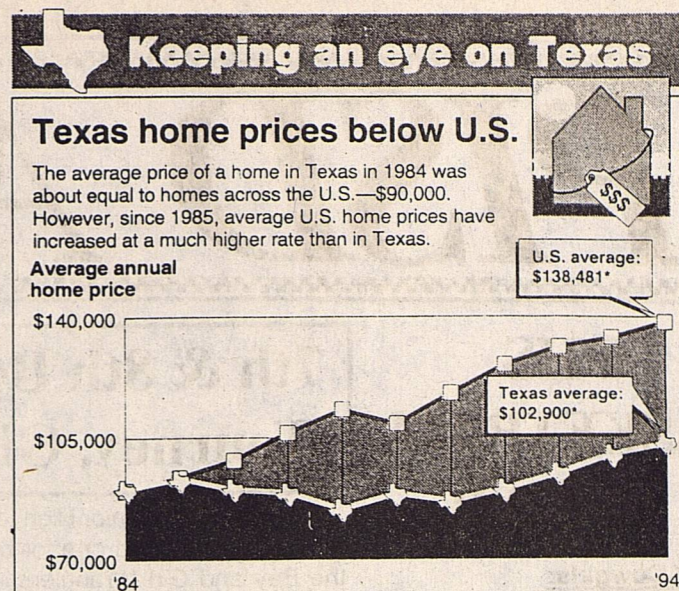 Keeping an eye on Texas
Texas home prices below U.S.
The average price of a home in Texas in 1984 was
about equal to homes across the U.S.—$90,000.
However, since 1985, average U.S. home prices have
increased at a much higher rate than in Texas.
$$$
Average annual
home price
U.S. average:
$138,481*
$140,000
Texas average:
$102,900*
$105,000
$70,000
'84
'94